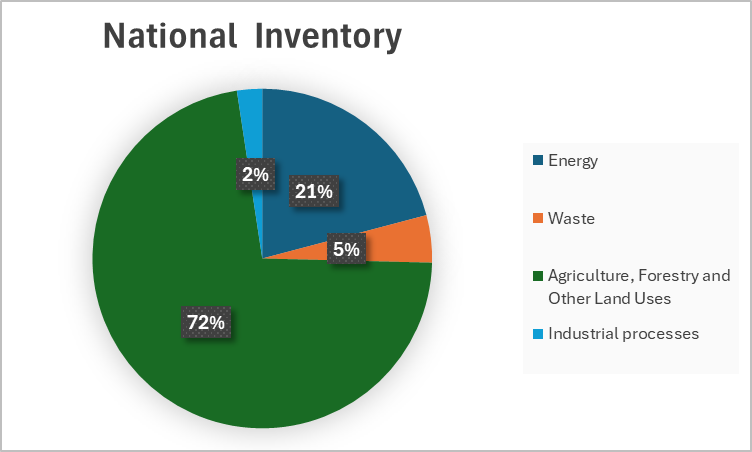 National  Inventory
2%
21%
5%
72%
Energy
Waste
Agriculture, Forestry and
Other Land Uses
Industrial processes